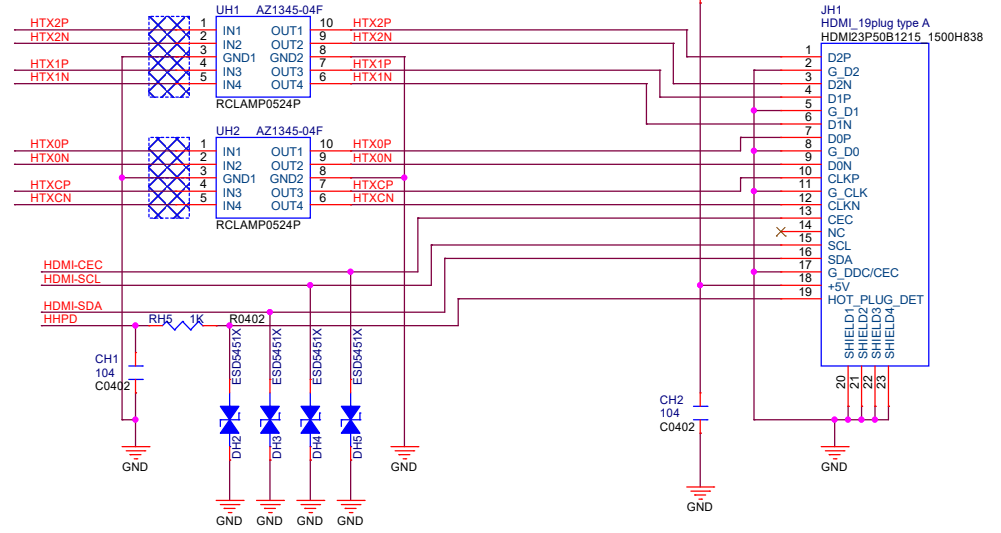 UH1 AZ1345-04F
HTX2P 1 IN1 OUT1 10 HTX2P
HTX2N 2 IN2 OUT2 9 HTX2N
3 GND1 GND2 8
HTX1P 4 IN3 OUT3 7 HTX1P
HTX1N 5 IN4 OUT4 6 HTX1N
RCLAMP0524P
UH2 AZ1345-04F
HTX0P 1 IN1 OUT1 10 HTX0P
HTX0N 2 IN2 OUT2 9 HTX0N
3 GND1 GND2 8
HTXCP 4 IN3 OUT3 7 HTXCP
HTXCN 5 IN4 OUT4 6 HTXCN
RCLAMP0524P
HDMI-CEC
HDMI-SCL
HDMI-SDA
HHPD RH5 1K R0402
CH1
104
C0402
GND
ESD5451X
DH2
GND
ESD5451X
DH3
GND
ESD5451X
DH4
GND
ESD5451X
DH5
GND
GND
CH2
104
C0402
GND
JH1
HDMI_19plug type A
HDMI23P50B1215_1500H838
1 D2P
2 G_D2
3 D2N
4 D1P
5 G_D1
6 D1N
7 D0P
8 G_D0
9 D0N
10 CLKP
11 G_CLK
12 CLKN
13 CEC
14 NC
15 SCL
16 SDA
17 G_DDC/CEC
18 +5V
19 HOT_PLUG_DET
SHIELD1
SHIELD2
SHIELD3
SHIELD4
20
21
22
23
GND